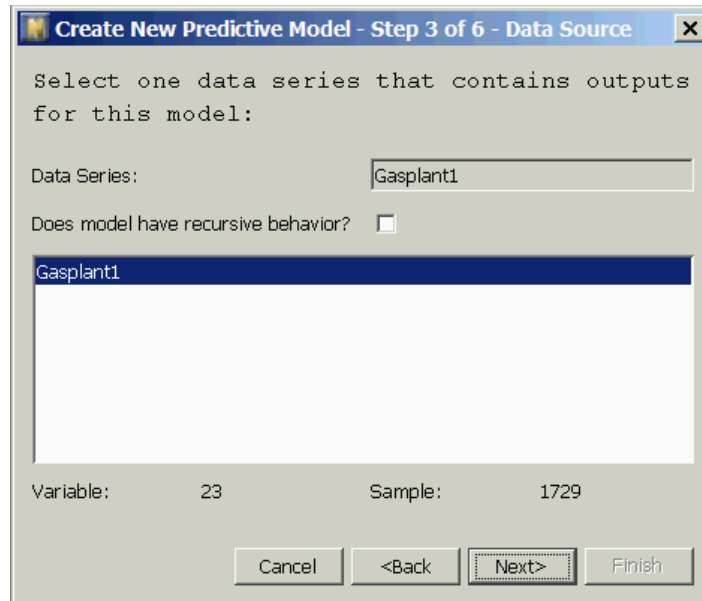 Create New Predictive Model - Step 3 of 6 - Data Source
Select one data series that contains outputs
for this model:
Data Series: Gasplant1
Does model have recursive behavior?
Gasplant1
Variable: 23 Sample: 1729
Cancel <Back Next> Finish